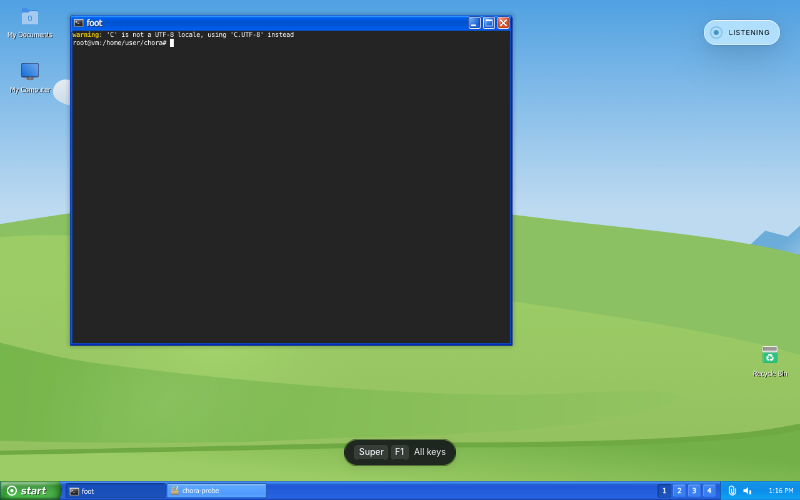 foot
warning: 'C' is not a UTF-8 locale, using 'C.UTF-8' instead
root@vm:/home/user/chora#
My Documents
My Computer
LISTENING
Recycle Bin
Super F1 All keys
start
foot
chora-probe
1 2 3 4
1:16 PM